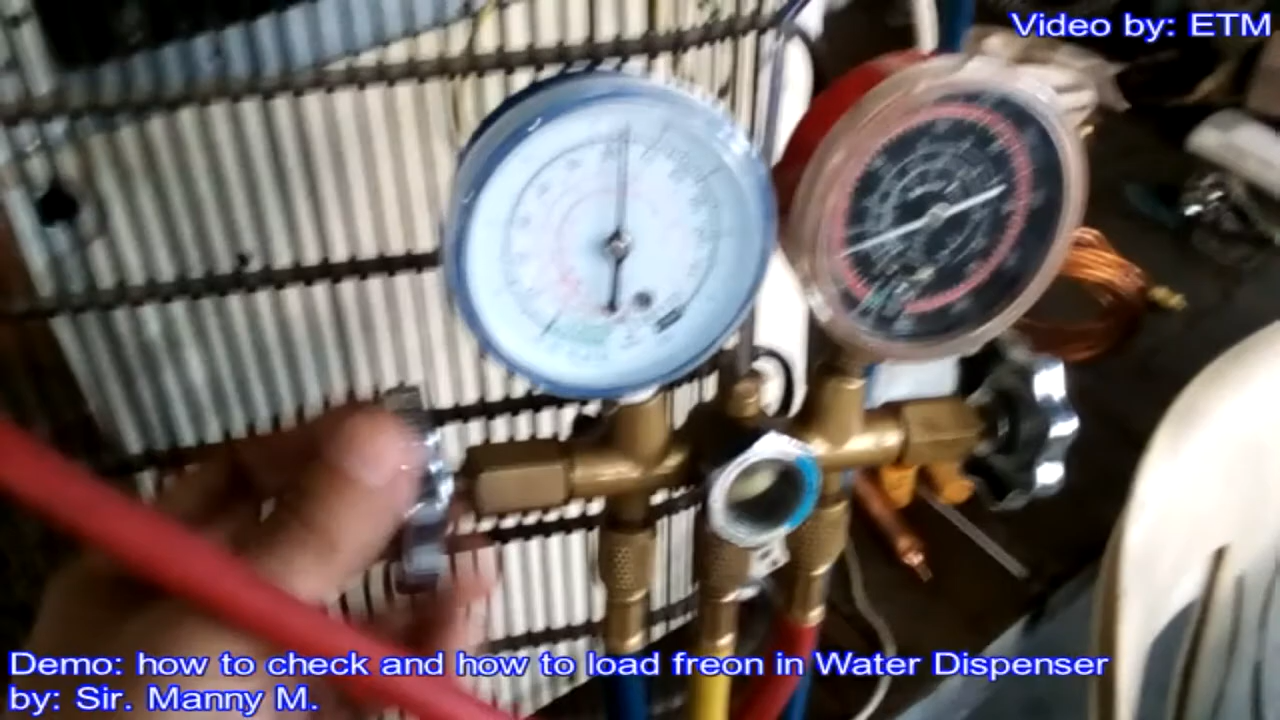 Video by: ETM
Demo: how to check and how to load freon in Water Dispenser
by: Sir. Manny M.